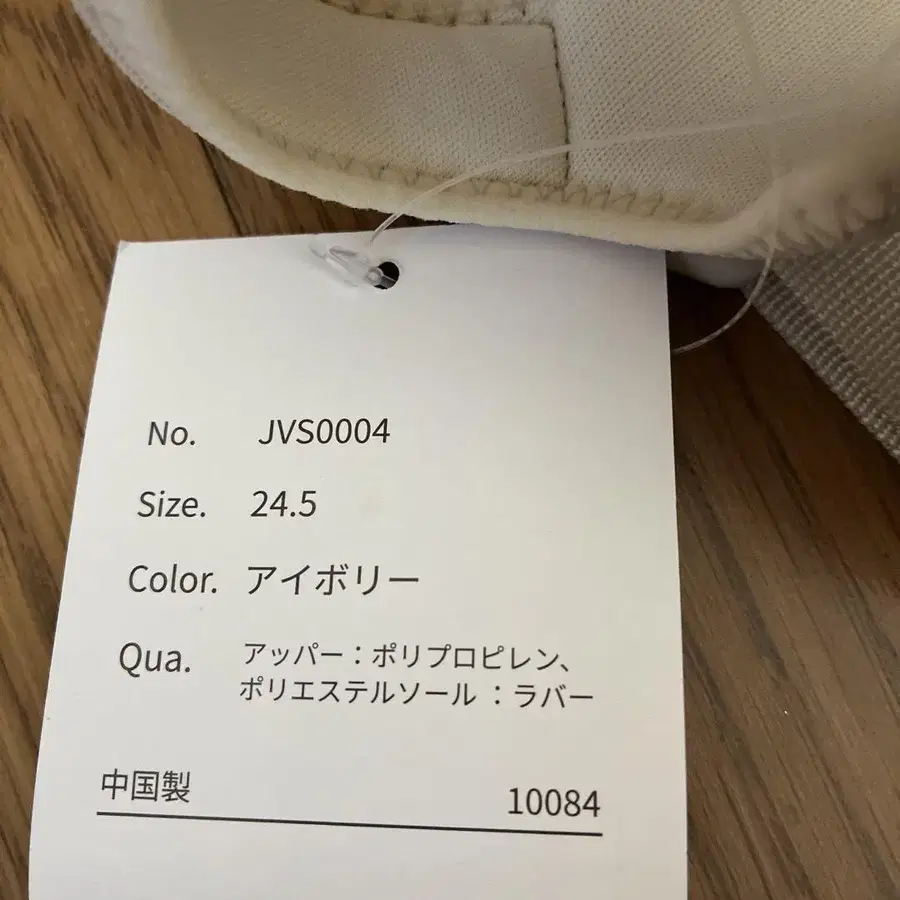 No. JVS0004
Size. 24.5
Color. アイボリー
Qua. アッパー：ポリプロピレン、
ポリエステルソール ：ラバー
中国製 10084